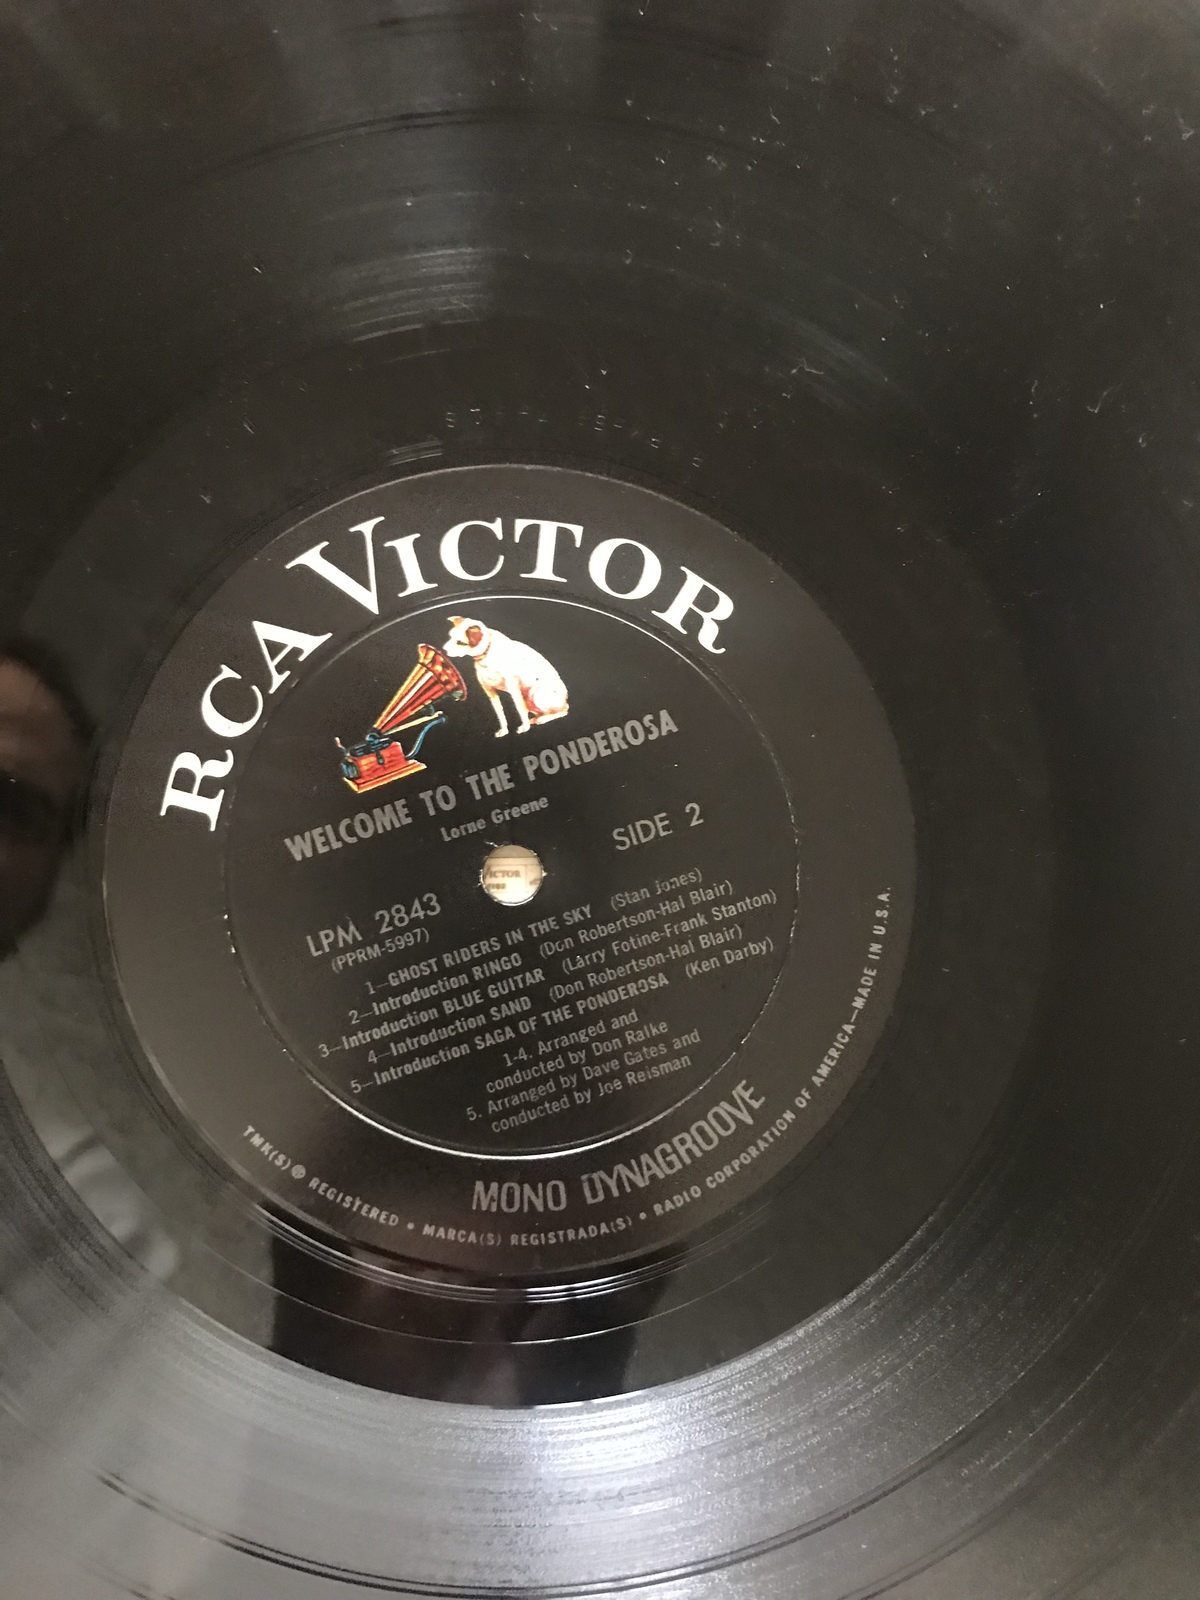 RCA VICTOR
WELCOME TO THE PONDEROSA
Lorne Greene
SIDE 2
LPM 2843
(PPRM-5997)
1—GHOST RIDERS IN THE SKY (Stan Jones)
2—Introduction RINGO (Don Robertson-Hal Blair)
3—Introduction BLUE GUITAR (Larry Fotine-Frank Stanton)
4—Introduction SAND (Don Robertson-Hal Blair)
5—Introduction SAGA OF THE PONDEROSA (Ken Darby)
1-4. Arranged and
conducted by Don Ralke
5. Arranged by Dave Gates and
conducted by Joe Reisman
MONO DYNAGROOVE
TMK(S) ® REGISTERED • MARCA(S) REGISTRADA(S) • RADIO CORPORATION OF AMERICA—MADE IN U.S.A.